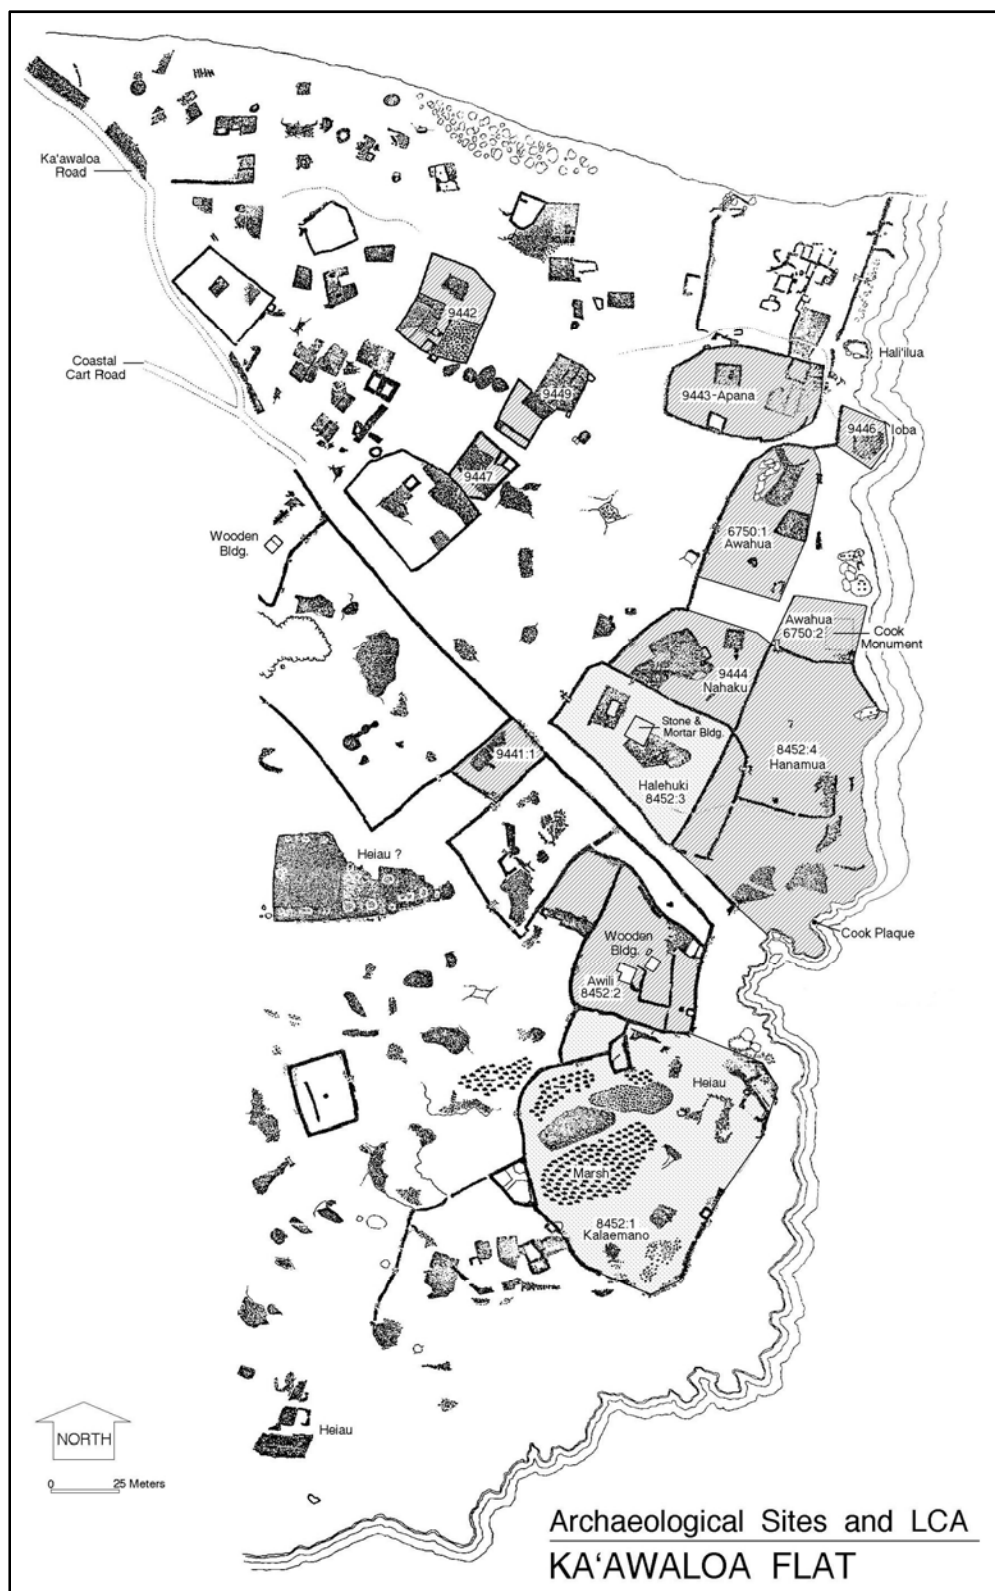 Ka'awaloa
Road
9442
Coastal
Cart Road
Hali'ilua
9449
9443-Apana
9446
Ioba
9447
Wooden
Bldg.
6750:1
Awahua
Awahua
6750:2
Cook
Monument
9444
Nahaku
Stone &
Mortar Bldg.
9441:1
Halehuki
8452:3
?
8452:4
Hanamua
Heiau ?
Cook Plaque
Wooden
Bldg.
Awili
8452:2
Heiau
Marsh
8452:1
Kalaemano
Heiau
NORTH
0 25 Meters
Archaeological Sites and LCA
KA'AWALOA FLAT